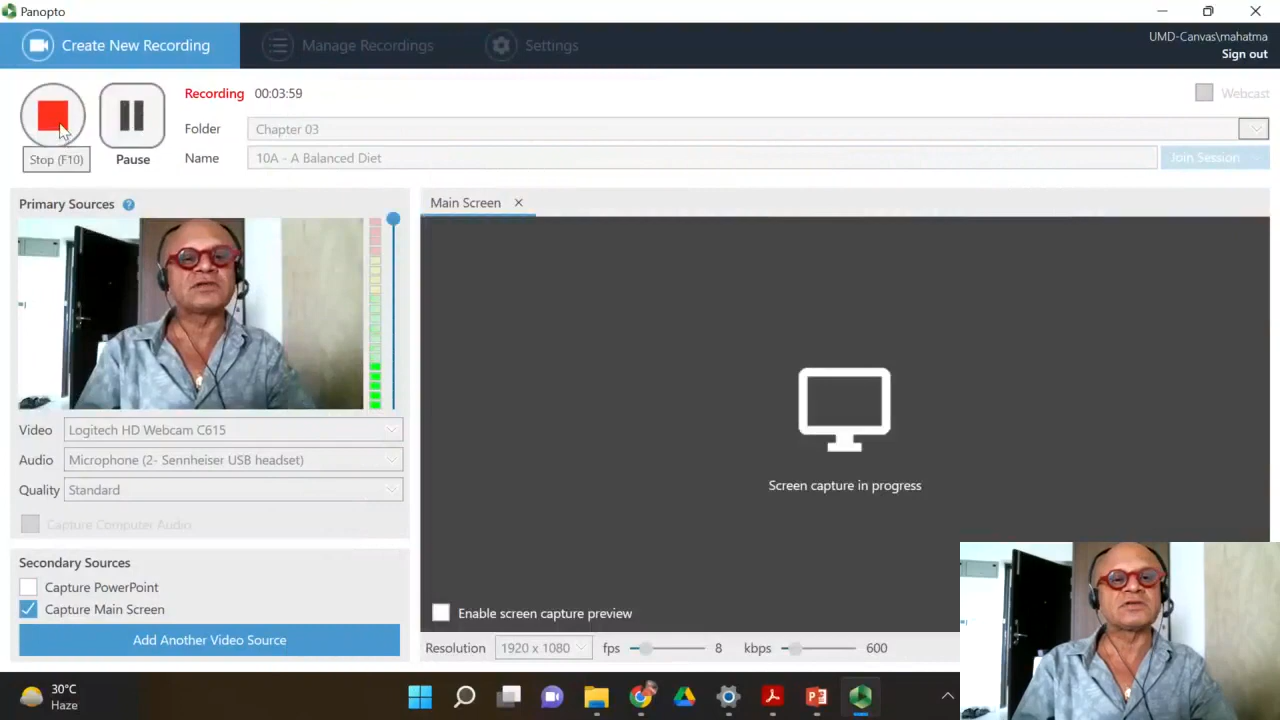 Panopto
Create New Recording
Manage Recordings
Settings
UMD-Canvas\mahatma
Sign out
Recording 00:03:59
Webcast
Folder Chapter 03
Stop (F10)
Pause
Name 10A - A Balanced Diet
Join Session
Primary Sources ?
Main Screen
Video Logitech HD Webcam C615
Audio Microphone (2- Sennheiser USB headset)
Quality Standard
Capture Computer Audio
Screen capture in progress
Secondary Sources
Capture PowerPoint
Capture Main Screen
Add Another Video Source
Enable screen capture preview
Resolution 1920 x 1080 fps 8 kbps 600
30°C
Haze